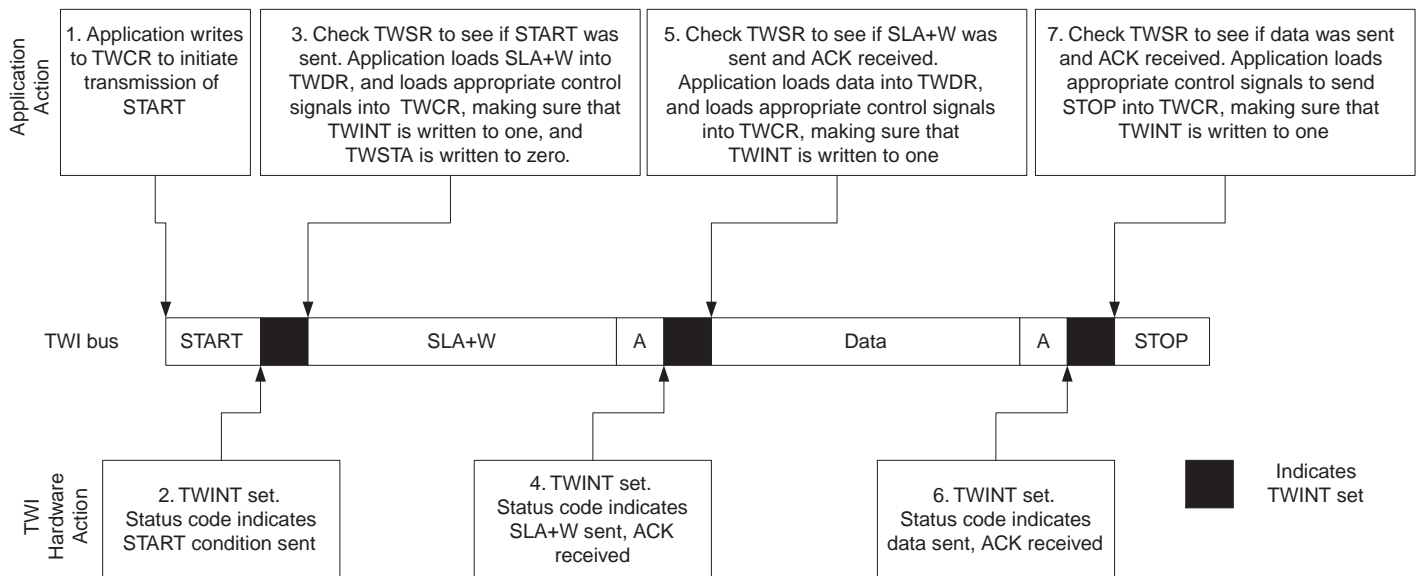 Application
Action
1. Application writes
to TWCR to initiate
transmission of
START
3. Check TWSR to see if START was
sent. Application loads SLA+W into
TWDR, and loads appropriate control
signals into TWCR, making sure that
TWINT is written to one, and
TWSTA is written to zero.
5. Check TWSR to see if SLA+W was
sent and ACK received.
Application loads data into TWDR,
and loads appropriate control signals
into TWCR, making sure that
TWINT is written to one
7. Check TWSR to see if data was sent
and ACK received. Application loads
appropriate control signals to send
STOP into TWCR, making sure that
TWINT is written to one
TWI bus
START
SLA+W
A
Data
A
STOP
TWI
Hardware
Action
2. TWINT set.
Status code indicates
START condition sent
4. TWINT set.
Status code indicates
SLA+W sent, ACK
received
6. TWINT set.
Status code indicates
data sent, ACK received
Indicates
TWINT set